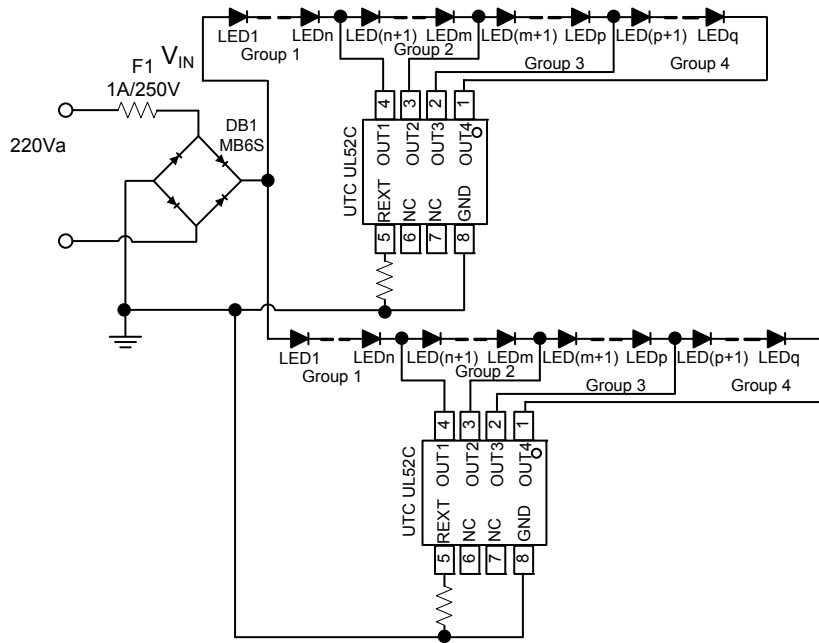 LED1 LEDn LED(n+1) LEDm LED(m+1) LEDp LED(p+1) LEDq
Group 1 Group 2 Group 3 Group 4
F1
1A/250V
VIN
220Va
DB1
MB6S
4 3 2 1
OUT1 OUT2 OUT3 OUT4
UTC UL52C
REXT NC NC GND
5 6 7 8
LED1 LEDn LED(n+1) LEDm LED(m+1) LEDp LED(p+1) LEDq
Group 1 Group 2 Group 3 Group 4
4 3 2 1
OUT1 OUT2 OUT3 OUT4
UTC UL52C
REXT NC NC GND
5 6 7 8